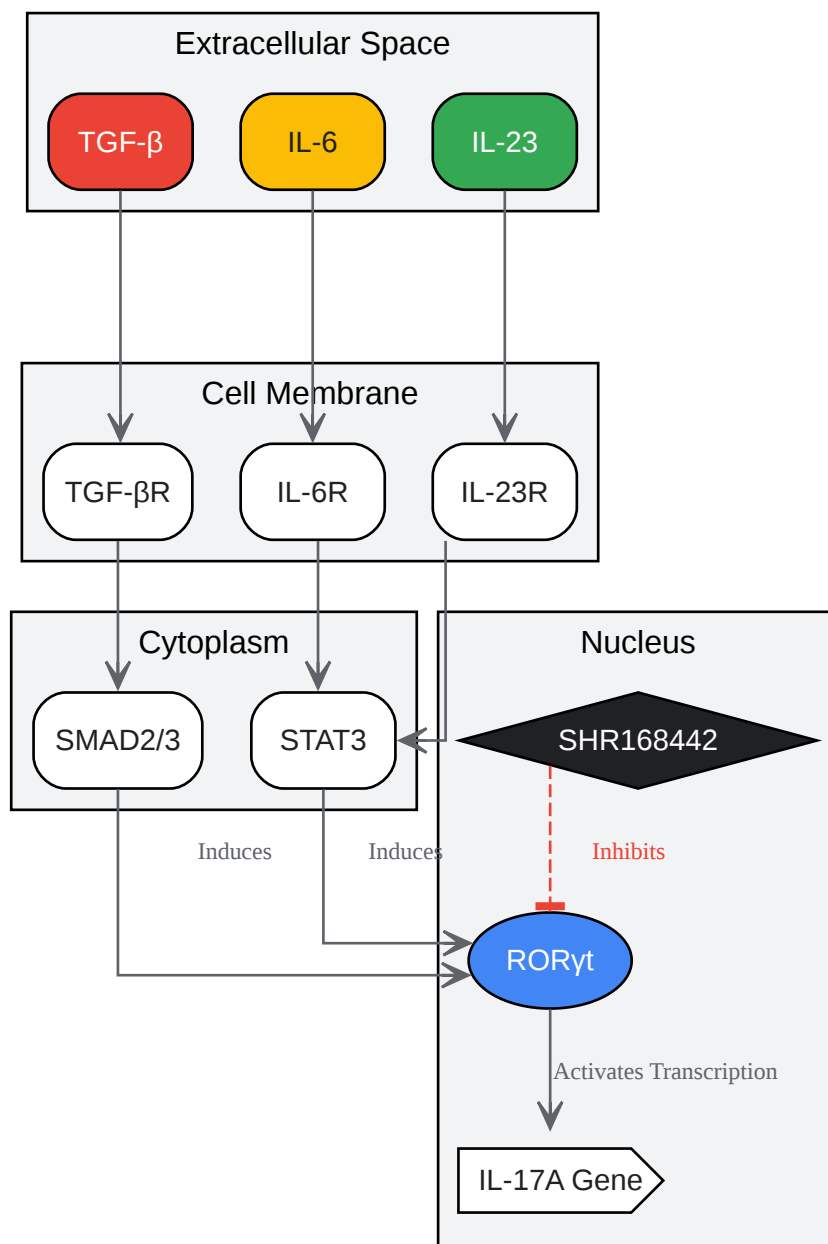 Extracellular Space
TGF-β
IL-6
IL-23
Cell Membrane
TGF-βR
IL-6R
IL-23R
Cytoplasm
Nucleus
SMAD2/3
STAT3
SHR168442
Induces
Induces
Inhibits
RORγt
Activates Transcription
IL-17A Gene